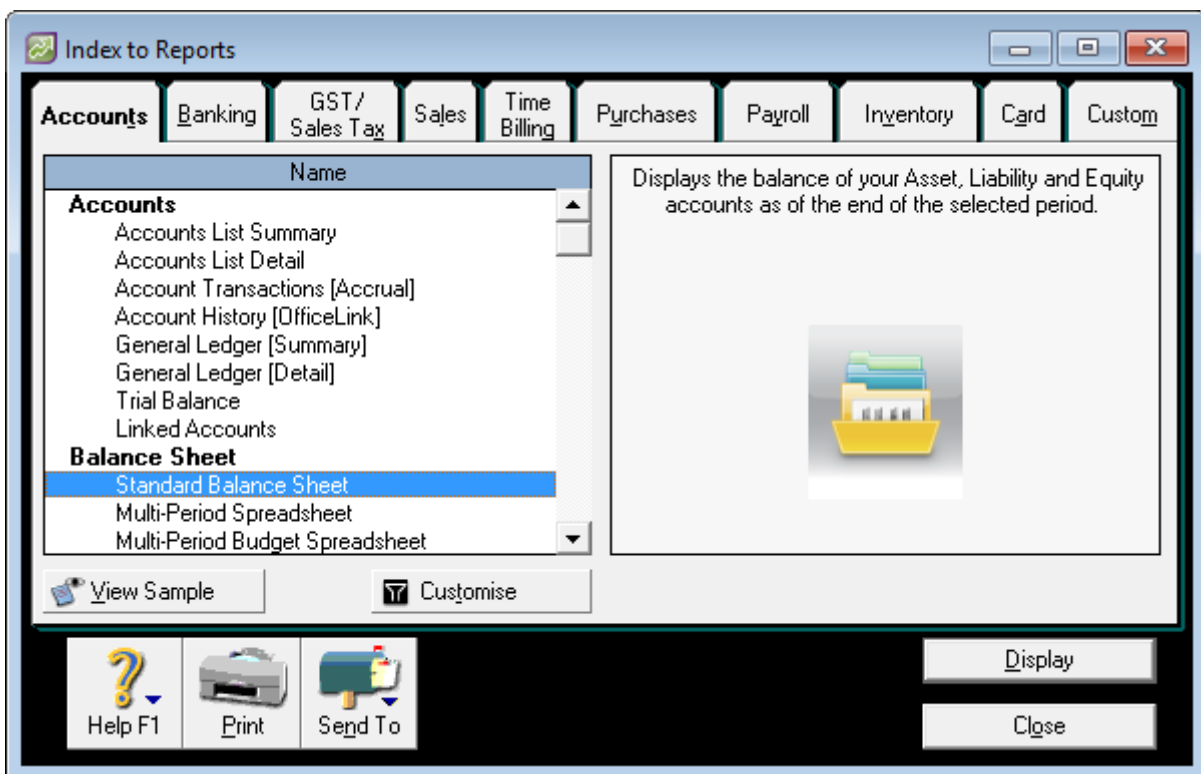 Index to Reports
Accounts
Banking
GST/
Sales Tax
Sales
Time
Billing
Purchases
Payroll
Inventory
Card
Custom
Name
Accounts
Accounts List Summary
Accounts List Detail
Account Transactions [Accrual]
Account History [OfficeLink]
General Ledger [Summary]
General Ledger [Detail]
Trial Balance
Linked Accounts
Balance Sheet
Standard Balance Sheet
Multi-Period Spreadsheet
Multi-Period Budget Spreadsheet
Displays the balance of your Asset, Liability and Equity
accounts as of the end of the selected period.
View Sample
Customise
Help F1
Print
Send To
Display
Close